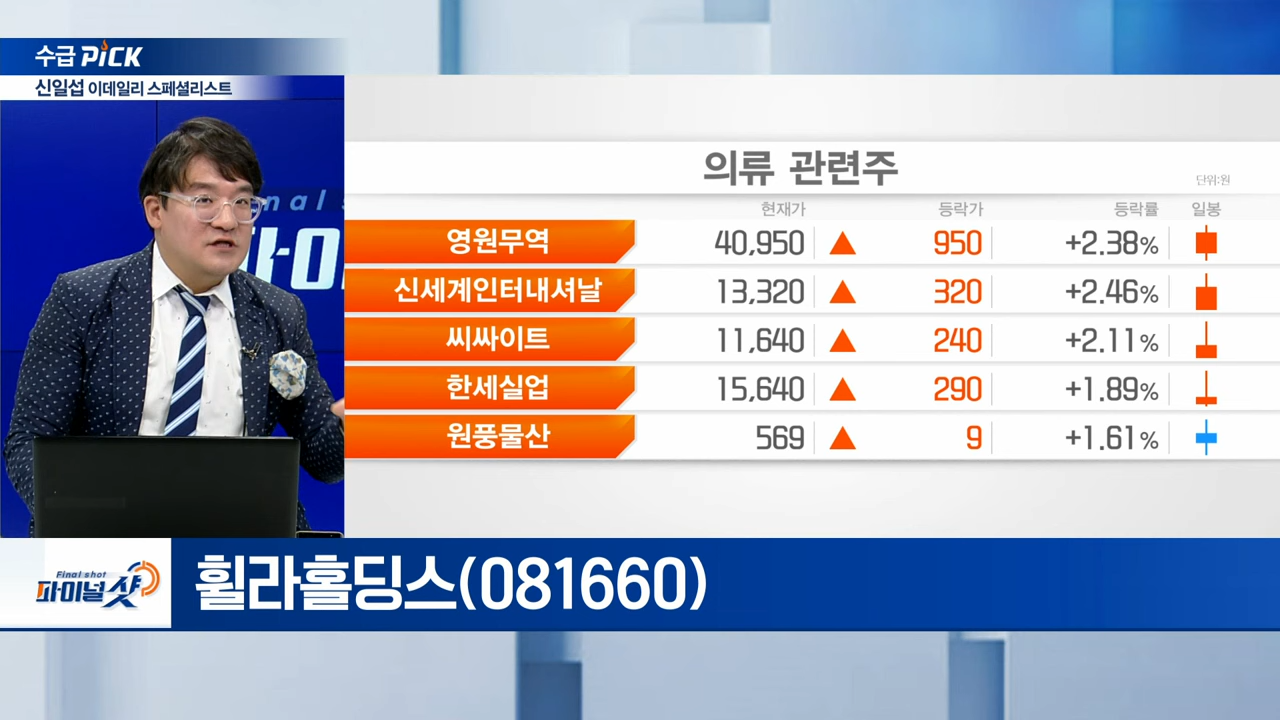 수급 PiCK
신일섭 이데일리 스페셜리스트
의류 관련주
단위:원
현재가 등락가 등락률 일봉
영원무역 40,950 ▲ 950 +2.38%
신세계인터내셔날 13,320 ▲ 320 +2.46%
씨싸이트 11,640 ▲ 240 +2.11%
한세실업 15,640 ▲ 290 +1.89%
원풍물산 569 ▲ 9 +1.61%
Final shot
파이널샷
휠라홀딩스(081660)